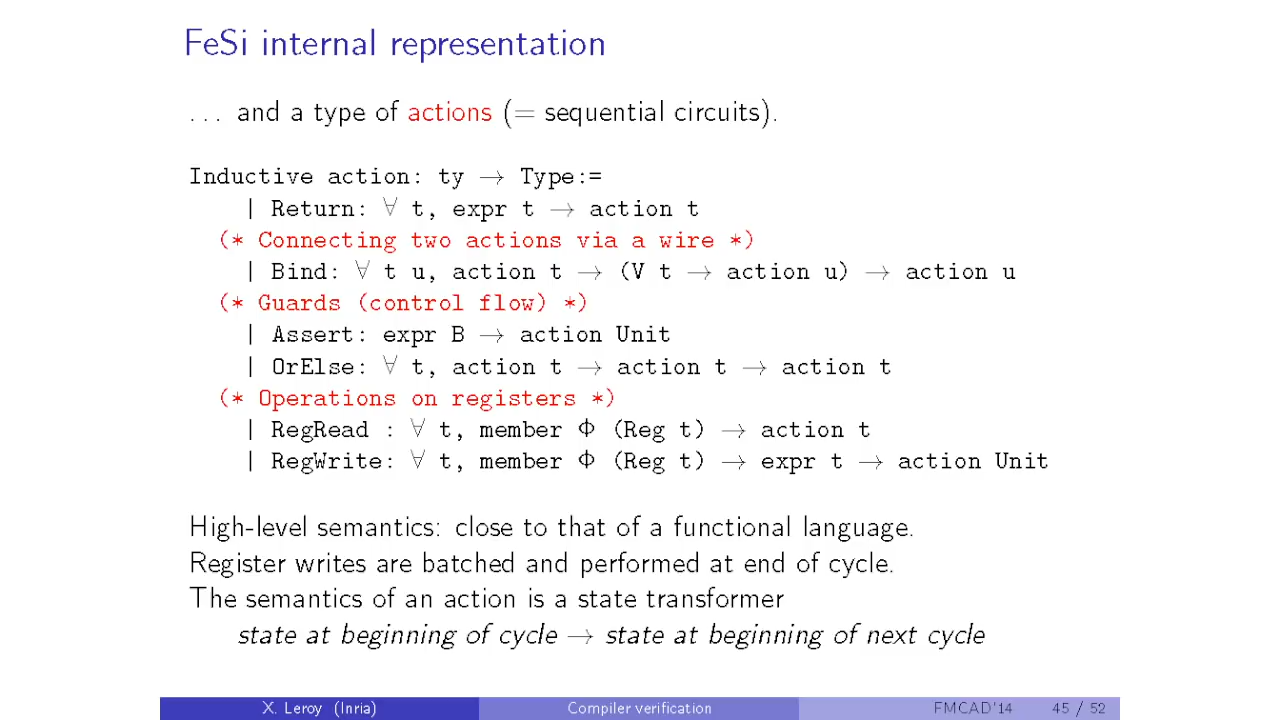 FeSi internal representation
... and a type of actions (= sequential circuits).
Inductive action: ty → Type:=
| Return: ∀ t, expr t → action t
(* Connecting two actions via a wire *)
| Bind: ∀ t u, action t → (V t → action u) → action u
(* Guards (control flow) *)
| Assert: expr B → action Unit
| OrElse: ∀ t, action t → action t → action t
(* Operations on registers *)
| RegRead : ∀ t, member Φ (Reg t) → action t
| RegWrite: ∀ t, member Φ (Reg t) → expr t → action Unit
High-level semantics: close to that of a functional language.
Register writes are batched and performed at end of cycle.
The semantics of an action is a state transformer
state at beginning of cycle → state at beginning of next cycle
X. Leroy (Inria) Compiler verification FMCAD'14 45 / 52